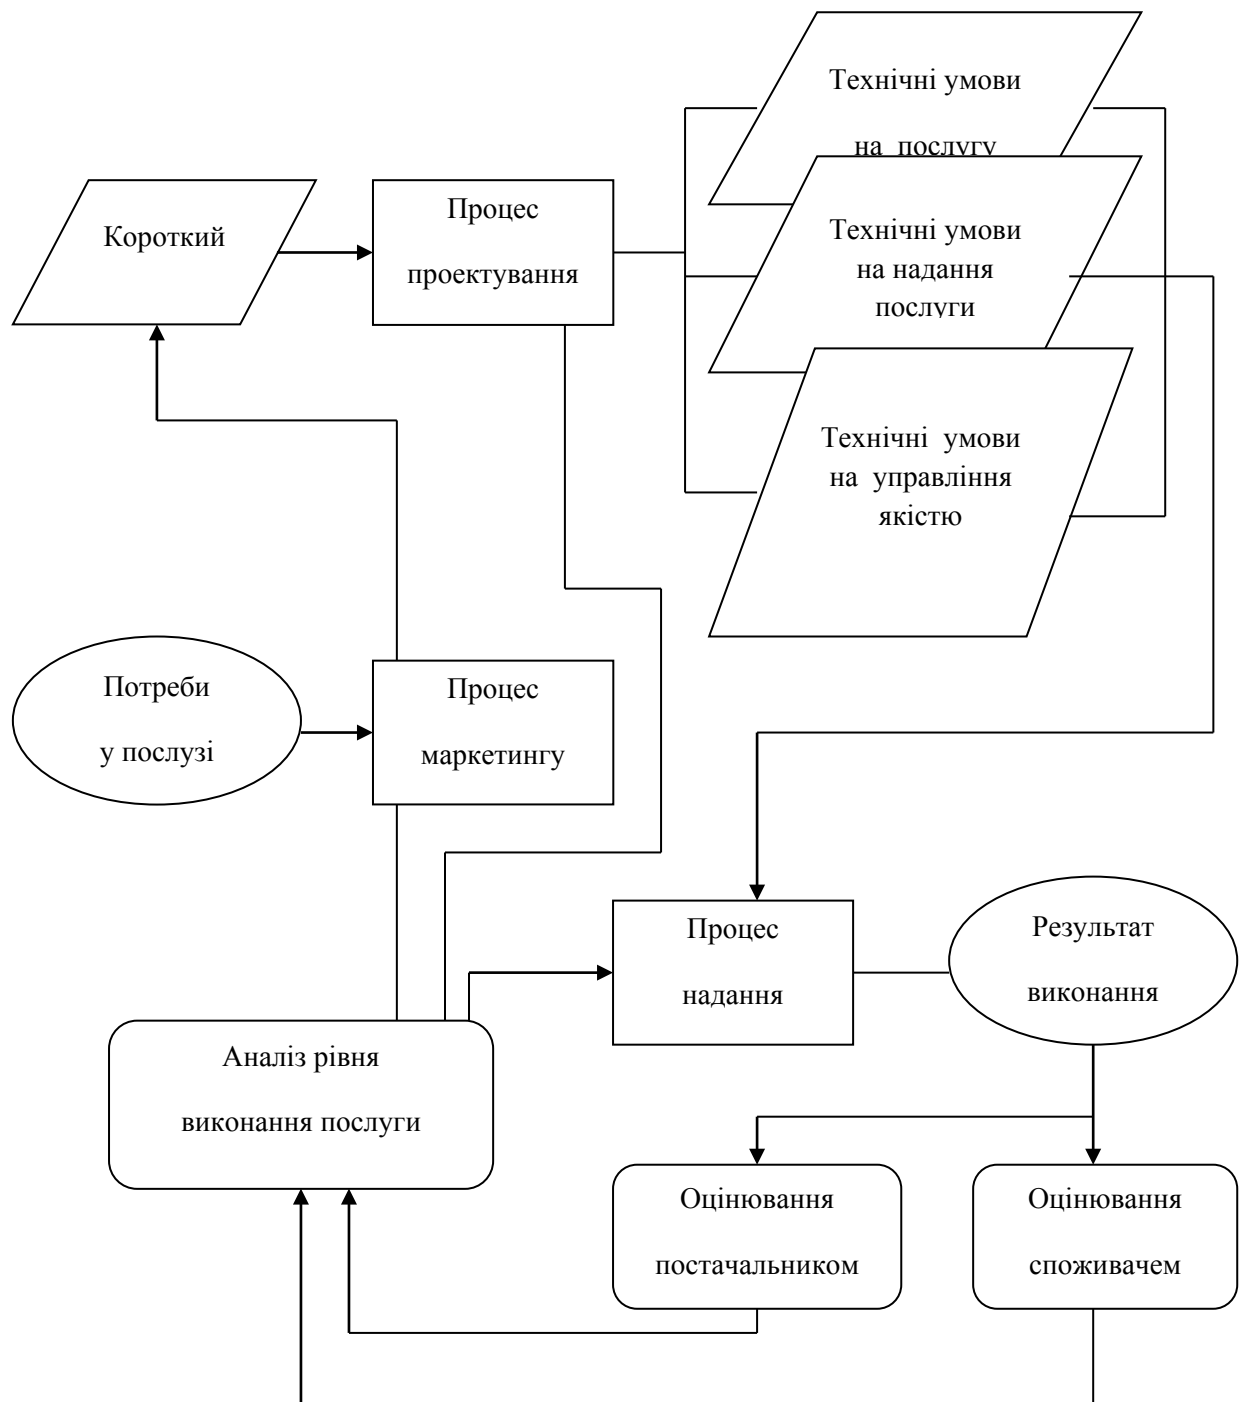 Технічні умови
на послугу
Короткий
Процес
проектування
Технічні умови
на надання
послуги
Технічні умови
на управління
якістю
Потреби
у послузі
Процес
маркетингу
Процес
надання
Результат
виконання
Аналіз рівня
виконання послуги
Оцінювання
постачальником
Оцінювання
споживачем